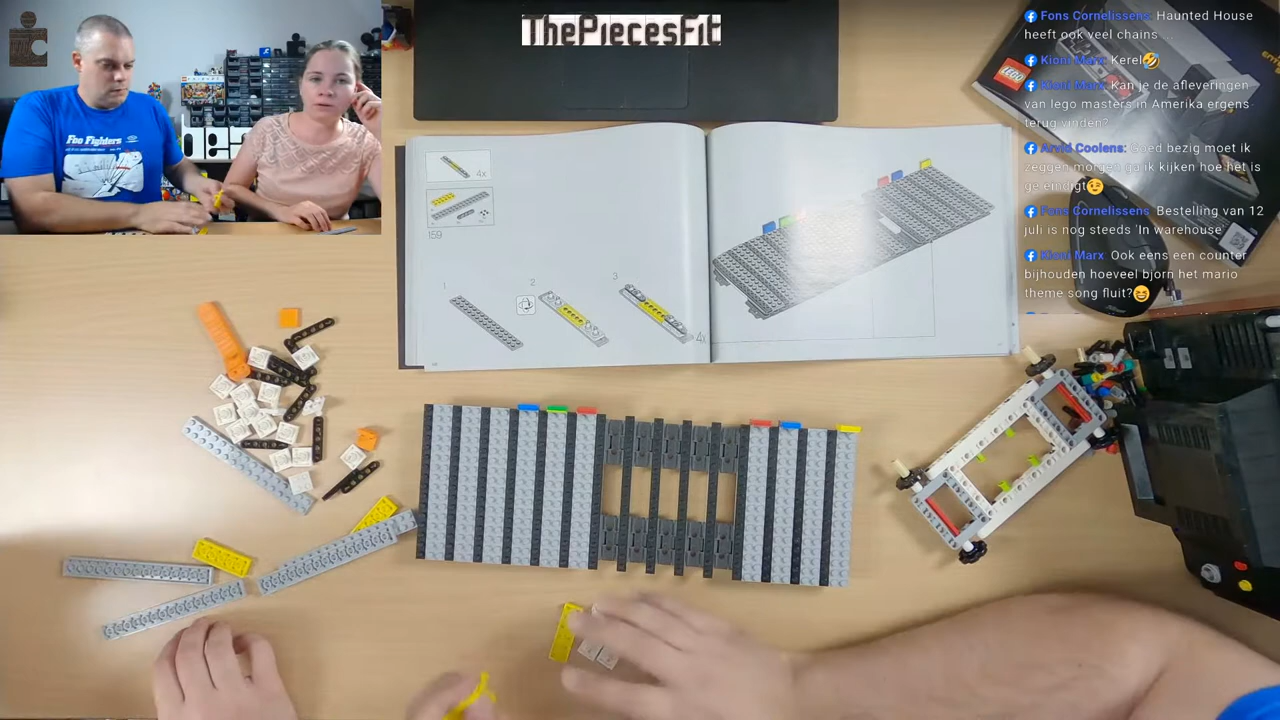 ThePiecesFit
Fons Cornelissens: Haunted House
heeft ook veel chains ...
Kioni Marx: Kerel🤣
Kioni Marx: Kan je de afleveringen
van lego masters in Amerika ergens
terug vinden?
Arvid Coolens: Goed bezig moet ik
zeggen morgen ga ik kijken hoe het is
ge eindigt😉
Fons Cornelissens: Bestelling van 12
juli is nog steeds 'In warehouse'
Kioni Marx: Ook eens een counter
bijhouden hoeveel bjorn het mario
theme song fluit?😆
Foo Fighters
LEGO
4x
159
1
2
3
4x